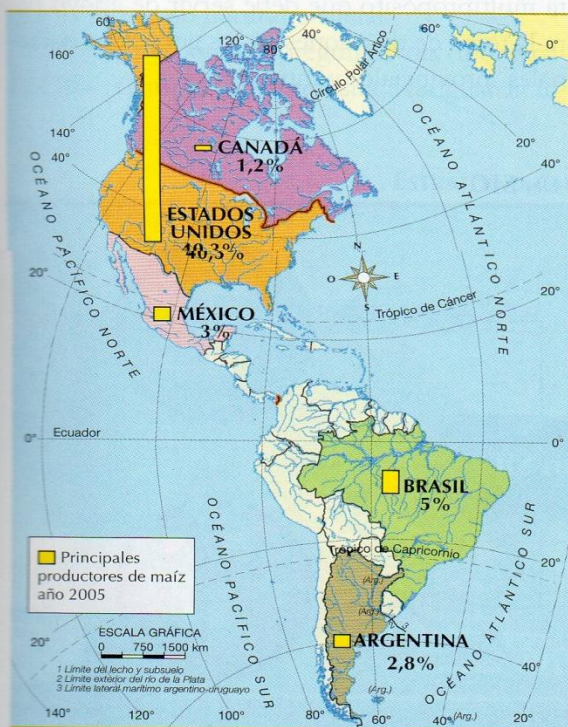 60°
160°
120°
80°
40°
0°
Círculo Polar Ártico
20°
140°
40°
CANADÁ
1,2%
40°
OCÉANO PACÍFICO NORTE
OCÉANO ATLÁNTICO NORTE
ESTADOS
UNIDOS
N
O
E
S
20°
MÉXICO
3%
Trópico de Cáncer
20°
0°
Ecuador
0°
BRASIL
5%
OCÉANO PACÍFICO SUR
OCÉANO ATLÁNTICO SUR
Trópico de Capricornio
20°
Principales
productores de maíz
año 2005
(Arg.)
(Arg.)
3
ESCALA GRÁFICA
0 750 1500 km
ARGENTINA
2,8%
1 Límite del lecho y subsuelo
2 Límite exterior del río de la Plata
3 Límite lateral marítimo argentino-uruguayo
20°
40°
(Arg.)
140°
120°
100°
80°
60°
40° (Arg.)
20°